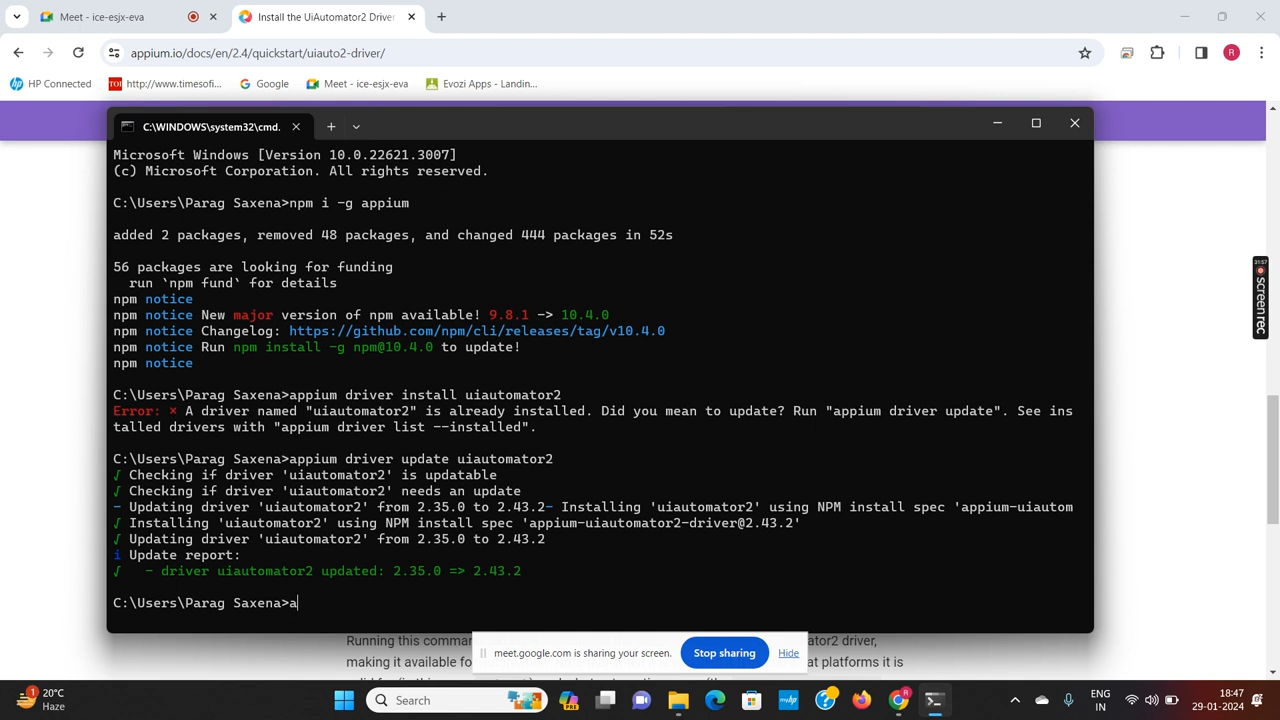 Meet - ice-esjx-eva
Install the UiAutomator2 Driver
appium.io/docs/en/2.4/quickstart/uiauto2-driver/
R
HP Connected
http://www.timesofi...
Google
Meet - ice-esjx-eva
Evozi Apps - Landin...
C:\WINDOWS\system32\cmd.
Microsoft Windows [Version 10.0.22621.3007]
(c) Microsoft Corporation. All rights reserved.
C:\Users\Parag Saxena>npm i -g appium
added 2 packages, removed 48 packages, and changed 444 packages in 52s
56 packages are looking for funding
run `npm fund` for details
npm notice
npm notice New major version of npm available! 9.8.1 -> 10.4.0
npm notice Changelog: https://github.com/npm/cli/releases/tag/v10.4.0
npm notice Run npm install -g npm@10.4.0 to update!
npm notice
C:\Users\Parag Saxena>appium driver install uiautomator2
Error: × A driver named "uiautomator2" is already installed. Did you mean to update? Run "appium driver update". See ins
talled drivers with "appium driver list --installed".
C:\Users\Parag Saxena>appium driver update uiautomator2
√ Checking if driver 'uiautomator2' is updatable
√ Checking if driver 'uiautomator2' needs an update
- Updating driver 'uiautomator2' from 2.35.0 to 2.43.2- Installing 'uiautomator2' using NPM install spec 'appium-uiautom
√ Installing 'uiautomator2' using NPM install spec 'appium-uiautomator2-driver@2.43.2'
√ Updating driver 'uiautomator2' from 2.35.0 to 2.43.2
i Update report:
√ - driver uiautomator2 updated: 2.35.0 => 2.43.2
C:\Users\Parag Saxena>a
31:57
screen rec
Running this comman
mator2 driver,
meet.google.com is sharing your screen.
Stop sharing
Hide
making it available fo
at platforms it is
20°C
Haze
1
Search
ENG
IN
18:47
29-01-2024